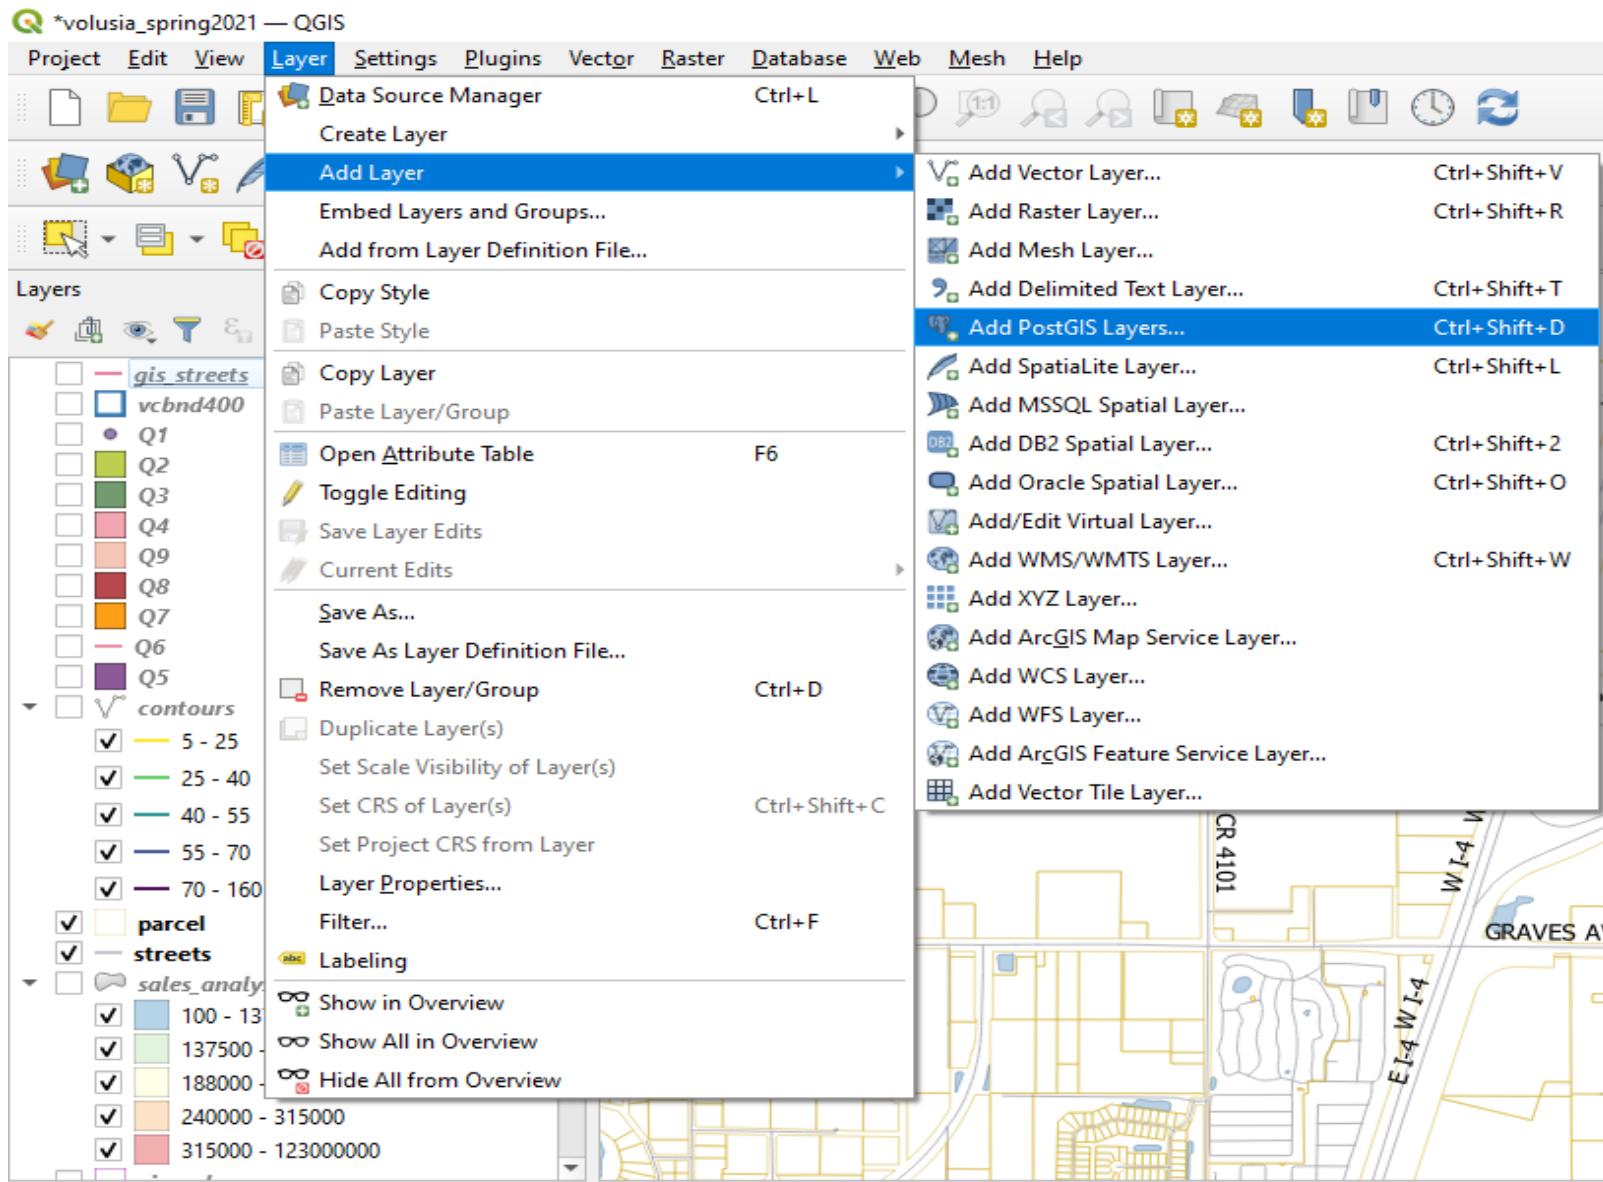 *volusia_spring2021 — QGIS
Project Edit View Layer Settings Plugins Vector Raster Database Web Mesh Help
Data Source Manager Ctrl+L
Create Layer
Add Layer
Embed Layers and Groups...
Add from Layer Definition File...
Copy Style
Paste Style
Copy Layer
Paste Layer/Group
Open Attribute Table F6
Toggle Editing
Save Layer Edits
Current Edits
Save As...
Save As Layer Definition File...
Remove Layer/Group Ctrl+D
Duplicate Layer(s)
Set Scale Visibility of Layer(s)
Set CRS of Layer(s) Ctrl+Shift+C
Set Project CRS from Layer
Layer Properties...
Filter... Ctrl+F
abc Labeling
Show in Overview
Show All in Overview
Hide All from Overview
1:1
Add Vector Layer... Ctrl+Shift+V
Add Raster Layer... Ctrl+Shift+R
Add Mesh Layer...
Add Delimited Text Layer... Ctrl+Shift+T
Add PostGIS Layers... Ctrl+Shift+D
Add SpatiaLite Layer... Ctrl+Shift+L
Add MSSQL Spatial Layer...
DB2 Add DB2 Spatial Layer... Ctrl+Shift+2
Add Oracle Spatial Layer... Ctrl+Shift+O
Add/Edit Virtual Layer...
Add WMS/WMTS Layer... Ctrl+Shift+W
Add XYZ Layer...
Add ArcGIS Map Service Layer...
Add WCS Layer...
Add WFS Layer...
Add ArcGIS Feature Service Layer...
Add Vector Tile Layer...
Layers
gis_streets
vcbnd400
Q1
Q2
Q3
Q4
Q9
Q8
Q7
Q6
Q5
contours
5 - 25
25 - 40
40 - 55
55 - 70
70 - 160
parcel
streets
sales_analy
100 - 13
137500 -
188000 -
240000 - 315000
315000 - 123000000
CR 4101
W I-4
W
GRAVES A
E I-4 W I-4